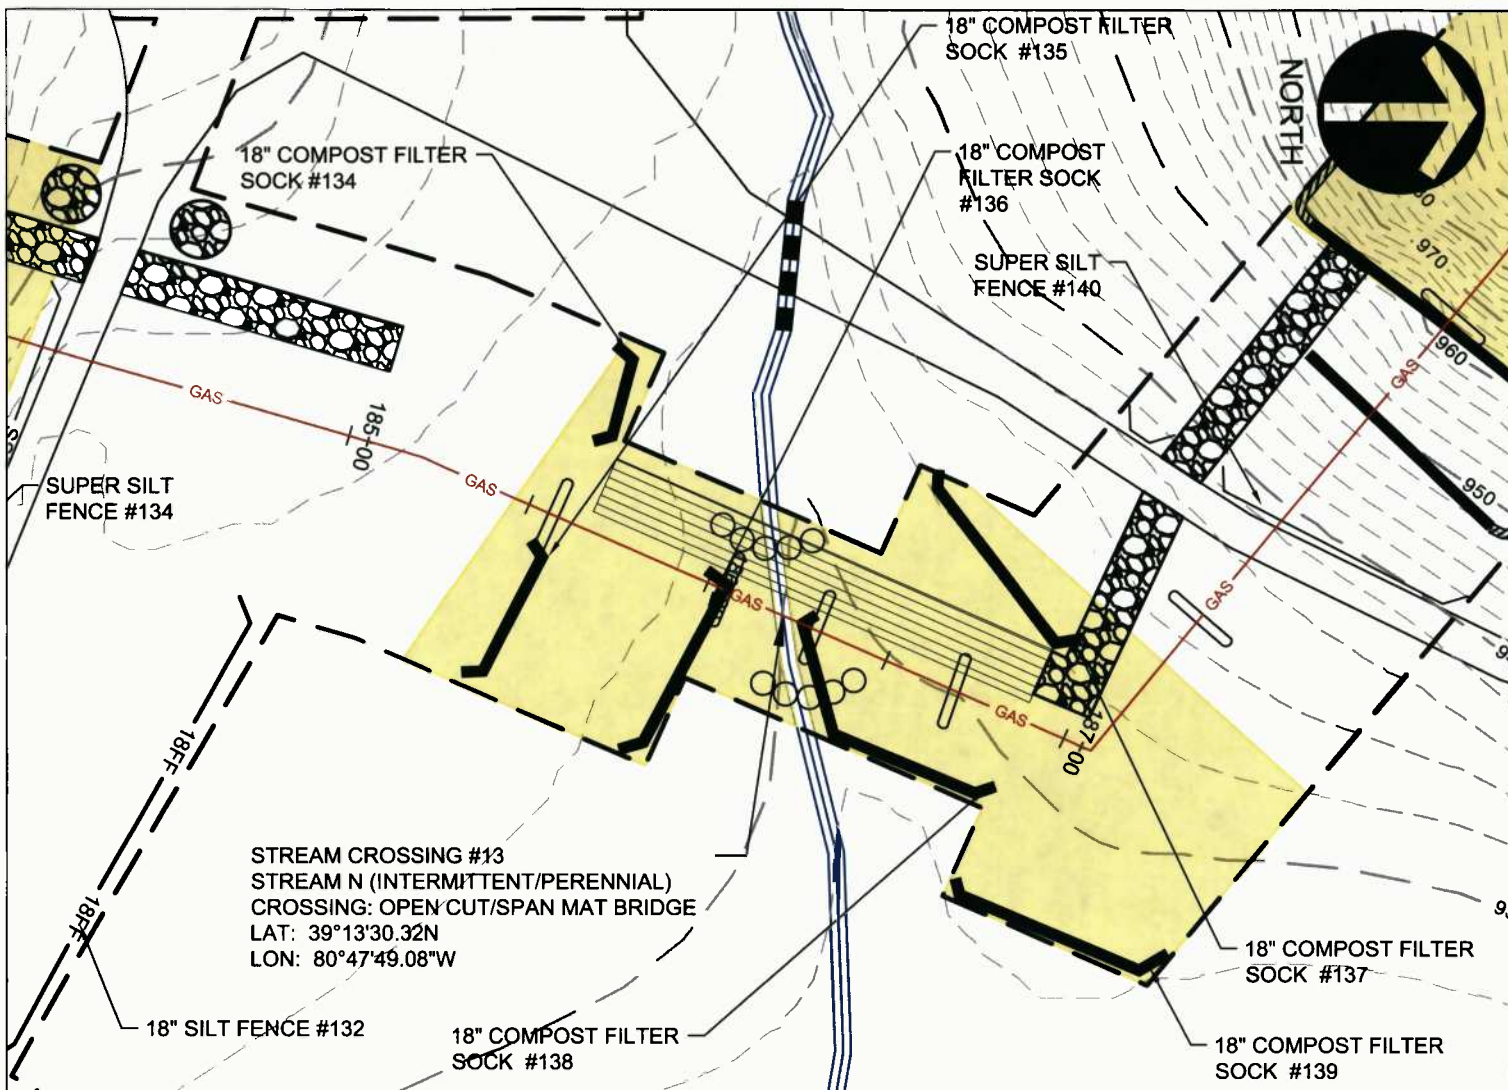 18" COMPOST FILTER
SOCK #135
NORTH
18" COMPOST FILTER
SOCK #134
18" COMPOST
FILTER SOCK
#136
970
SUPER SILT
FENCE #140
960
GAS
GAS
185+00
GAS
SUPER SILT
FENCE #134
950
GAS
GAS
GAS
187+00
18FF
18FF
STREAM CROSSING #13
STREAM N (INTERMITTENT/PERENNIAL)
CROSSING: OPEN CUT/SPAN MAT BRIDGE
LAT: 39°13'30.32N
LON: 80°47'49.08"W
18" COMPOST FILTER
SOCK #137
18" SILT FENCE #132
18" COMPOST FILTER
SOCK #138
18" COMPOST FILTER
SOCK #139